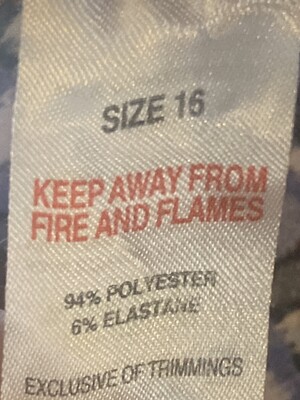 SIZE 16
KEEP AWAY FROM
FIRE AND FLAMES
94% POLYESTER
6% ELASTANE
EXCLUSIVE OF TRIMMINGS